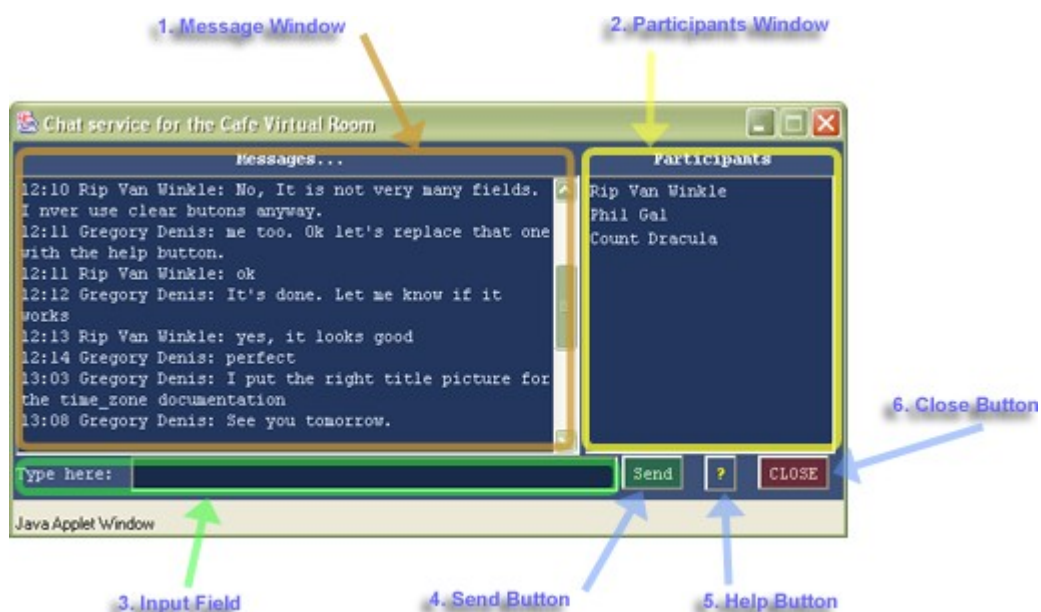 1. Message Window
2. Participants Window
Chat service for the Cafe Virtual Room
Messages...
Participants
12:10 Rip Van Winkle: No, It is not very many fields.
I nver use clear butons anyway.
12:11 Gregory Denis: me too. Ok let's replace that one
with the help button.
12:11 Rip Van Winkle: ok
12:12 Gregory Denis: It's done. Let me know if it
works
12:13 Rip Van Winkle: yes, it looks good
12:14 Gregory Denis: perfect
13:03 Gregory Denis: I put the right title picture for
the time_zone documentation
13:08 Gregory Denis: See you tomorrow.
Rip Van Winkle
Phil Gal
Count Dracula
6. Close Button
Type here:
Send
?
CLOSE
Java Applet Window
3. Input Field
4. Send Button
5. Help Button